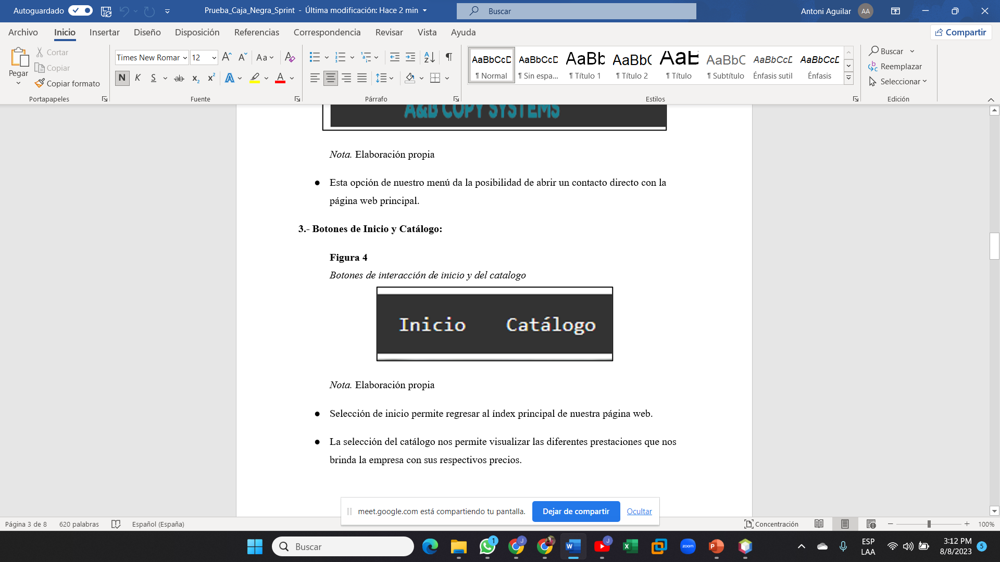 Autoguardado
Prueba_Caja_Negra_Sprint - Última modificación: Hace 2 min
Buscar
Antoni Aguilar AA
Archivo Inicio Insertar Diseño Disposición Referencias Correspondencia Revisar Vista Ayuda
Compartir
Pegar
Cortar
Copiar
Copiar formato
Portapapeles
Times New Romar 12
Aa
N K S ab x₂ x² A A
Fuente
Párrafo
AaBbCcD AaBbCcD AaBb AaBbC AaB AaBbC AaBbCcD AaBbCcD
¶ Normal ¶ Sin espa... ¶ Título 1 ¶ Título 2 ¶ Título ¶ Subtítulo Énfasis sutil Énfasis
Estilos
Buscar
Reemplazar
Seleccionar
Edición
A&B COPY SYSTEMS
Nota. Elaboración propia
● Esta opción de nuestro menú da la posibilidad de abrir un contacto directo con la
página web principal.
3.- Botones de Inicio y Catálogo:
Figura 4
Botones de interacción de inicio y del catalogo
Inicio Catálogo
Nota. Elaboración propia
● Selección de inicio permite regresar al índex principal de nuestra página web.
● La selección del catálogo nos permite visualizar las diferentes prestaciones que nos
brinda la empresa con sus respectivos precios.
meet.google.com está compartiendo tu pantalla. Dejar de compartir Ocultar
Página 3 de 8 620 palabras Español (España) Concentración 100%
Buscar
1
J
J
zoom
ESP
LAA
3:12 PM
8/8/2023
5